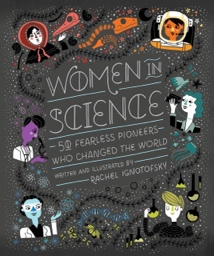 WOMEN IN
SCIENCE
50 FEARLESS PIONEERS
WHO CHANGED THE WORLD
WRITTEN AND ILLUSTRATED BY
RACHEL IGNOTOFSKY